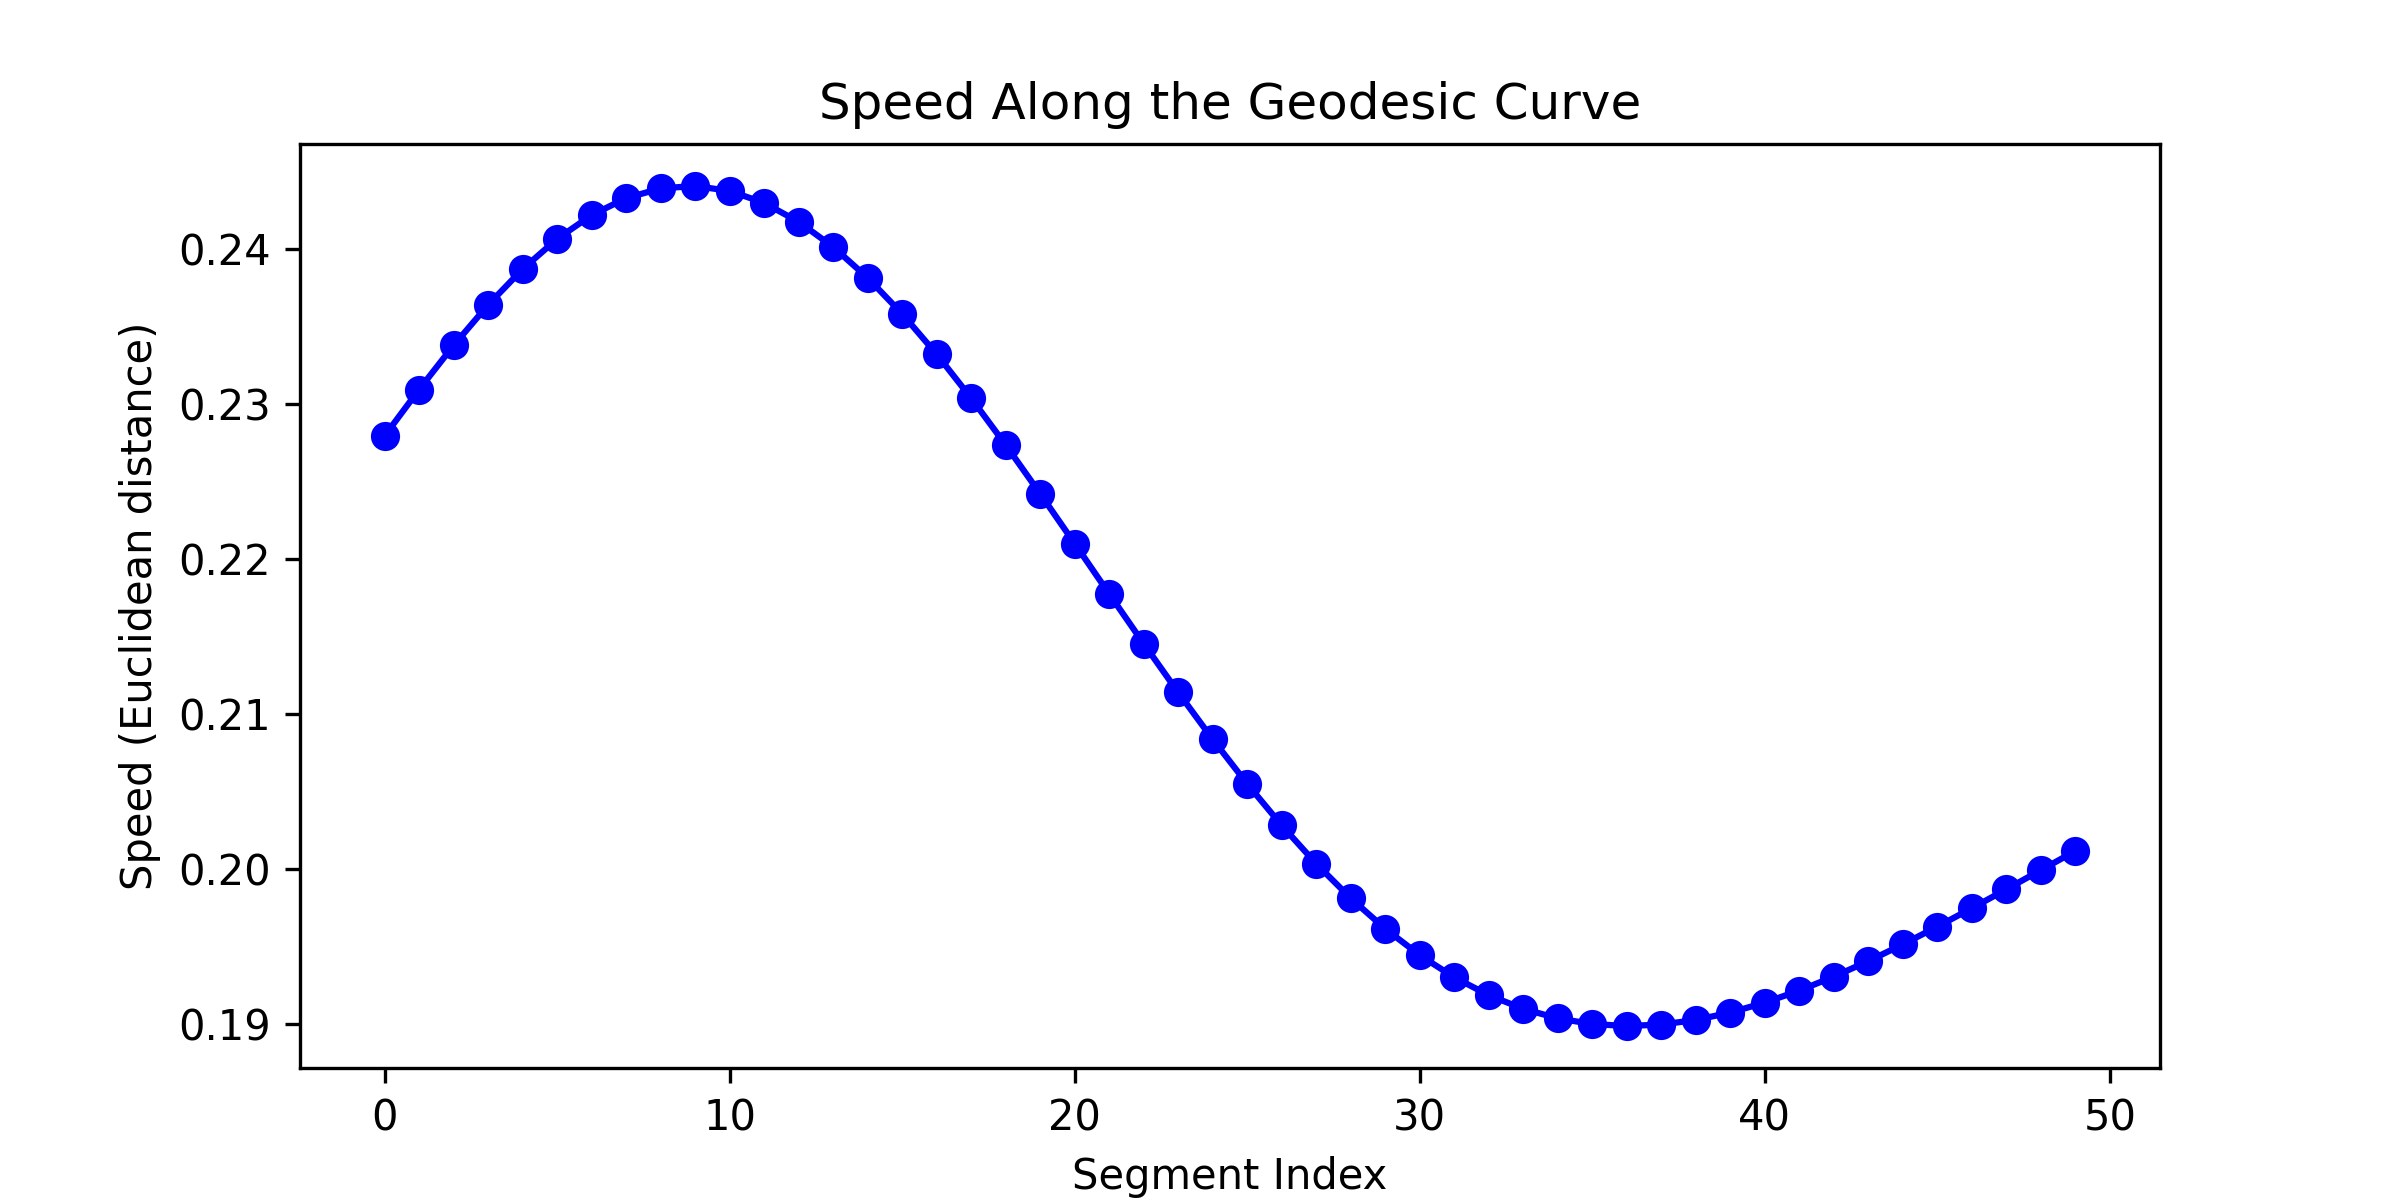 Speed Along the Geodesic Curve
Speed (Euclidean distance)
0.24
0.23
0.22
0.21
0.20
0.19
0 10 20 30 40 50
Segment Index